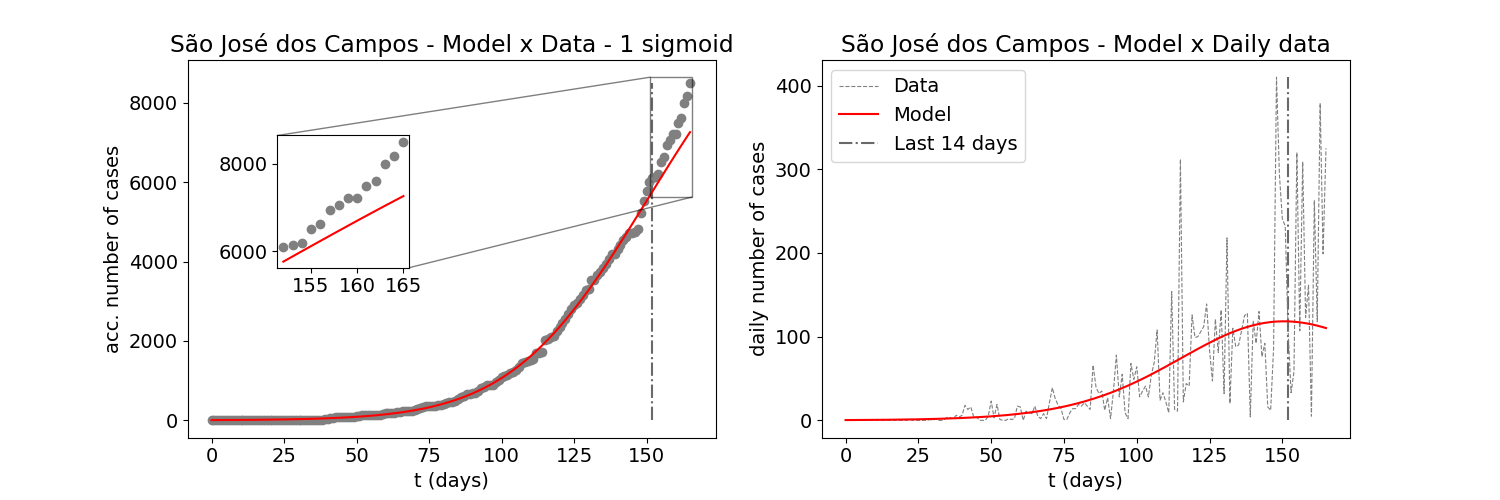 São José dos Campos - Model x Data - 1 sigmoid
acc. number of cases
8000
6000
4000
2000
0
8000
6000
155 160 165
0 25 50 75 100 125 150
t (days)
São José dos Campos - Model x Daily data
daily number of cases
400
300
200
100
0
Data
Model
Last 14 days
0 25 50 75 100 125 150
t (days)